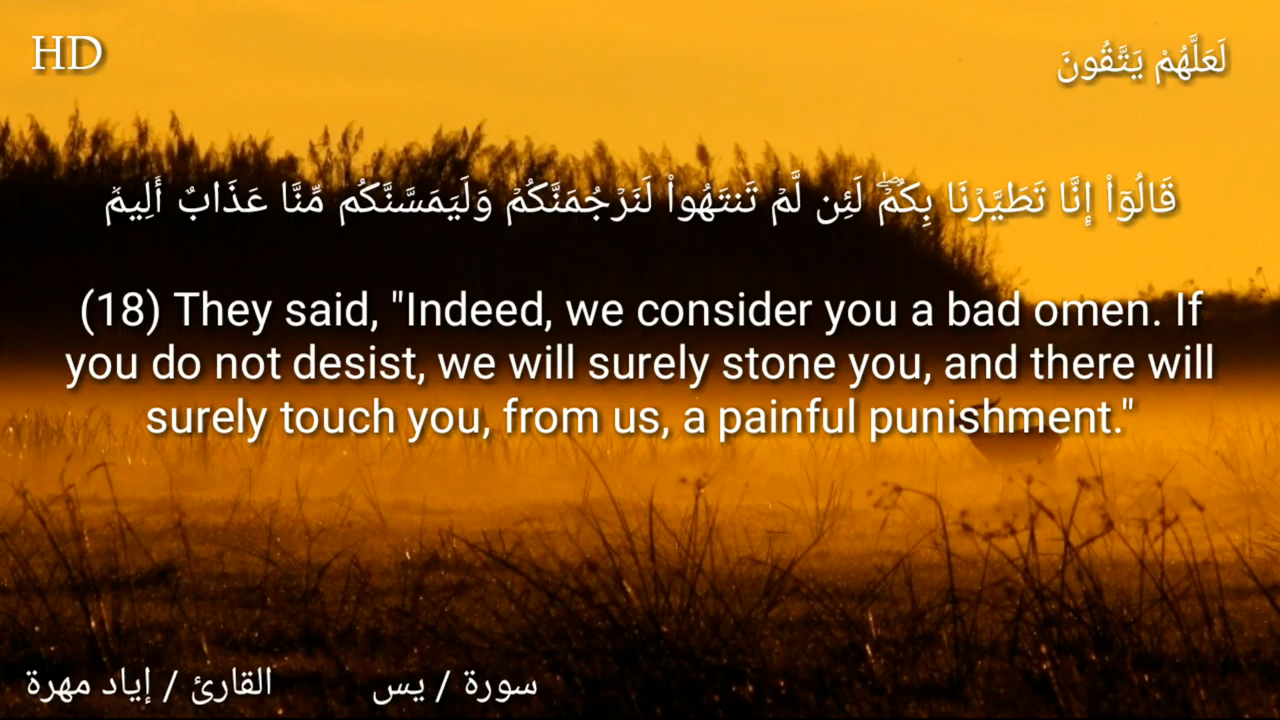 HD
لَعَلَّهُمْ يَتَّقُونَ
قَالُوٓا۟ إِنَّا تَطَيَّرْنَا بِكُمْ ۖ لَئِن لَّمْ تَنتَهُوا۟ لَنَرْجُمَنَّكُمْ وَلَيَمَسَّنَّكُم مِّنَّا عَذَابٌ أَلِيمٌ
(18) They said, "Indeed, we consider you a bad omen. If
you do not desist, we will surely stone you, and there will
surely touch you, from us, a painful punishment."
سورة / يس
القارئ / إياد مهرة